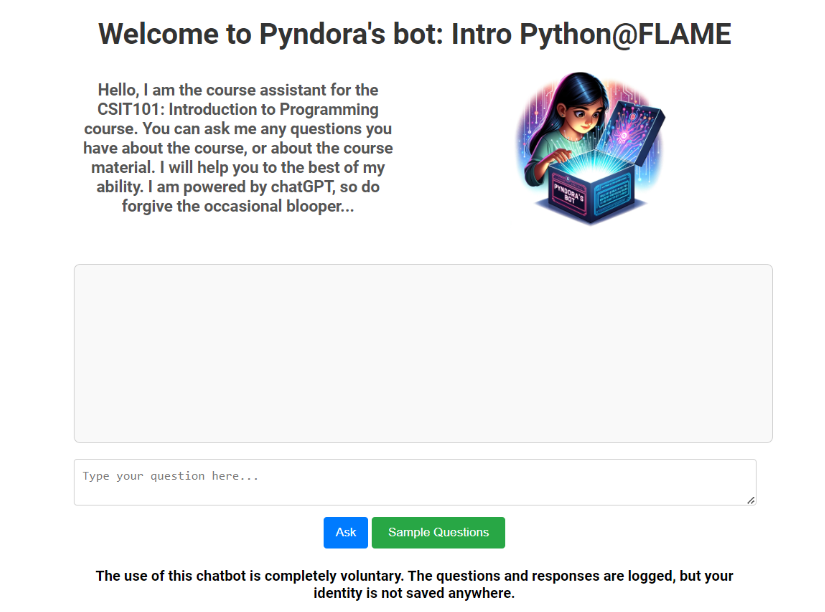 Welcome to Pyndora's bot: Intro Python@FLAME
Hello, I am the course assistant for the
CSIT101: Introduction to Programming
course. You can ask me any questions you
have about the course, or about the course
material. I will help you to the best of my
ability. I am powered by chatGPT, so do
forgive the occasional blooper...
PYNDORA'S
BOT
Type your question here...
Ask
Sample Questions
The use of this chatbot is completely voluntary. The questions and responses are logged, but your
identity is not saved anywhere.